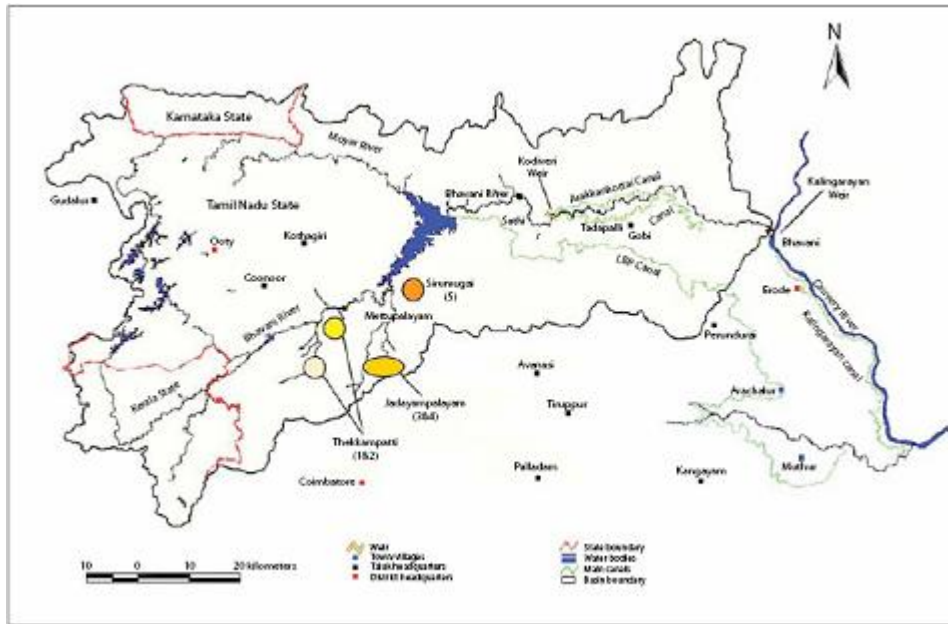 N
Karnataka State
Moyar River
Kodiveri
Weir
Bhavani River
Arakkankottai Canal
Kalingarayan
Weir
Gudalur
Tamil Nadu State
Sathi
Tadapalli
Canal
Gobi
Ooty
Kothagiri
Bhavani
LBP Canal
Coonoor
Sirumugai
(5)
Erode
Mettupalayam
Cauvery River
Kalingarayan canal
Bhavani River
Perundurai
Kerala State
Avanasi
Jadayampalayam
(3&4)
Arachalur
Tiruppur
Thekkampatti
(1&2)
Coimbatore
Palladam
Kangayam
Muthur
10 0 10 20 kilometers
Weir
Town villages
Taluk headquarters
District headquarters
State boundary
Water bodies
Main canals
Basin boundary